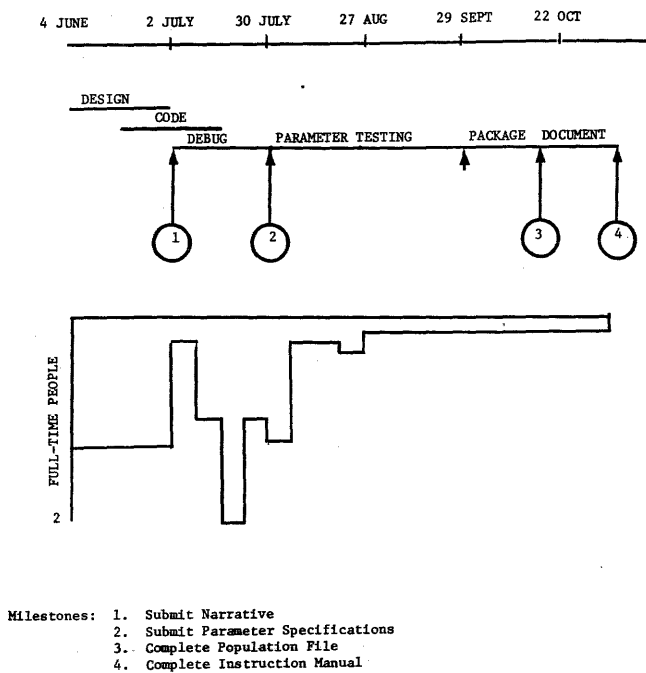 4 JUNE 2 JULY 30 JULY 27 AUG 29 SEPT 22 OCT
DESIGN
CODE
DEBUG PARAMETER TESTING PACKAGE DOCUMENT
1 2 3 4
FULL-TIME PEOPLE
2
Milestones: 1. Submit Narrative
2. Submit Parameter Specifications
3. Complete Population File
4. Complete Instruction Manual